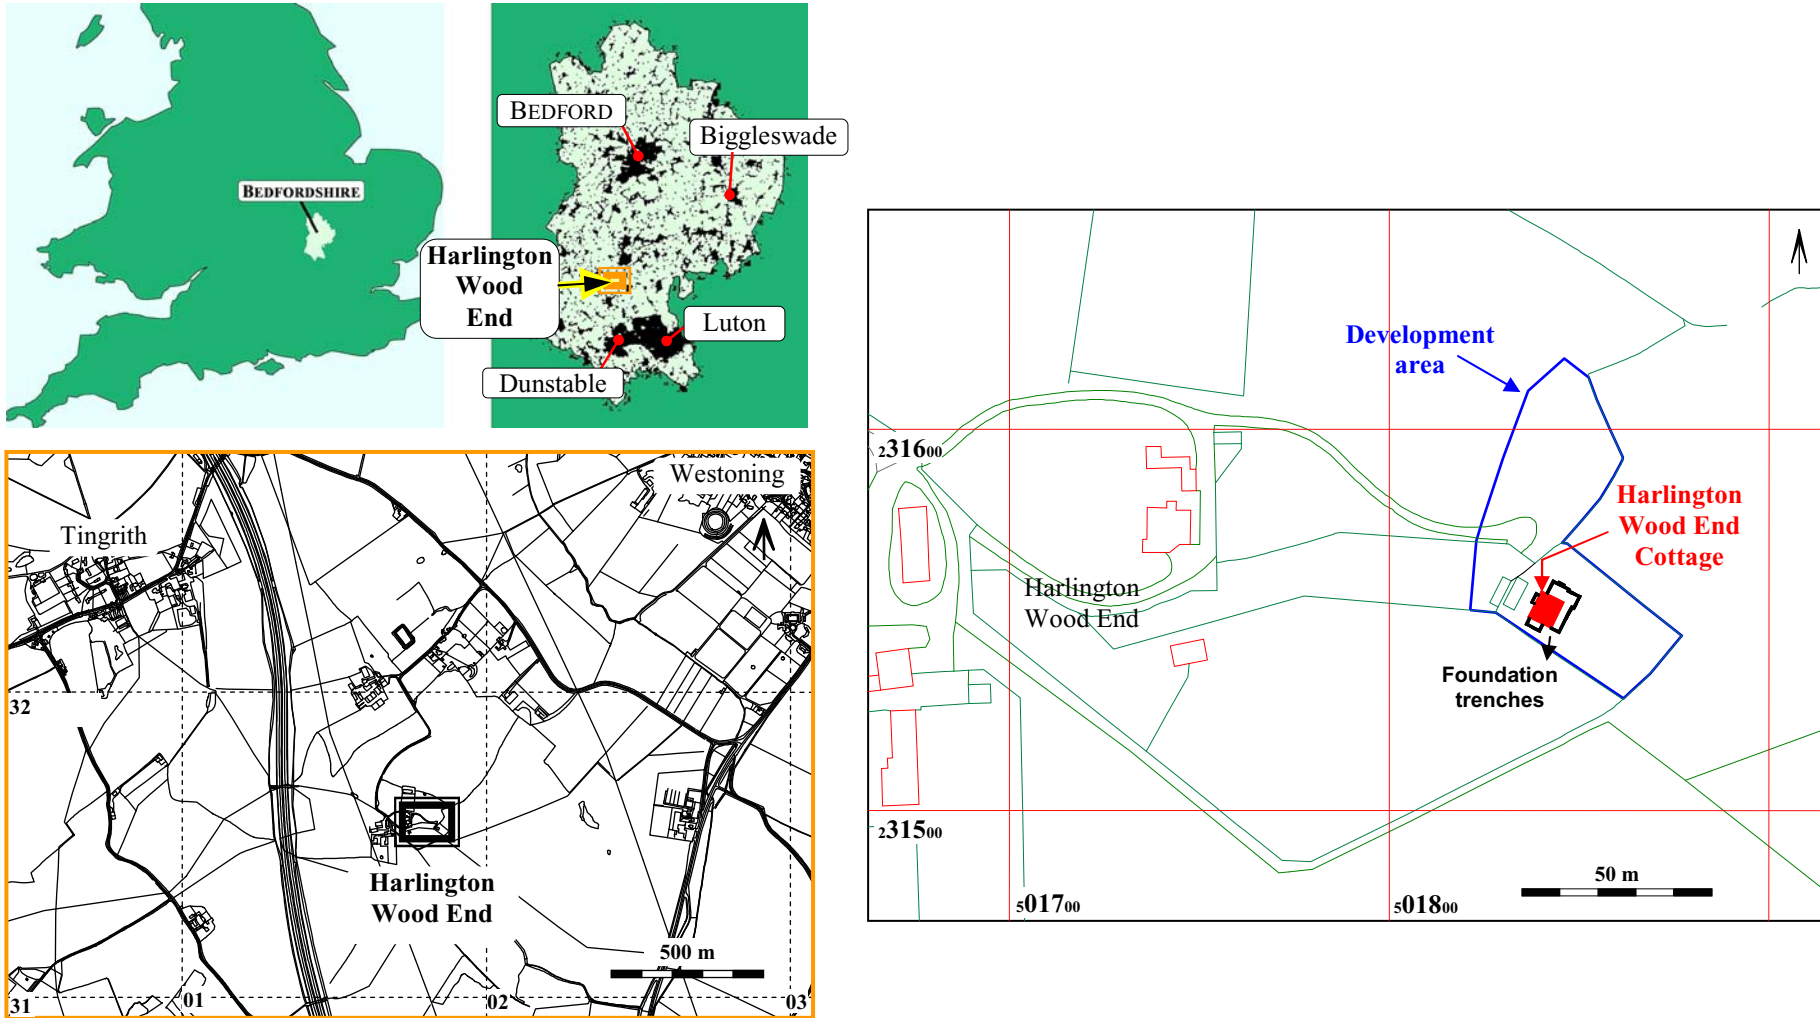 BEDFORDSHIRE
BEDFORD
Biggleswade
Harlington
Wood
End
Luton
Dunstable
Westoning
Tingrith
32
Harlington
Wood End
500 m
31
01
02
03
Development
area
231600
Harlington
Wood End
Cottage
Harlington
Wood End
Foundation
trenches
231500
50 m
501700
501800